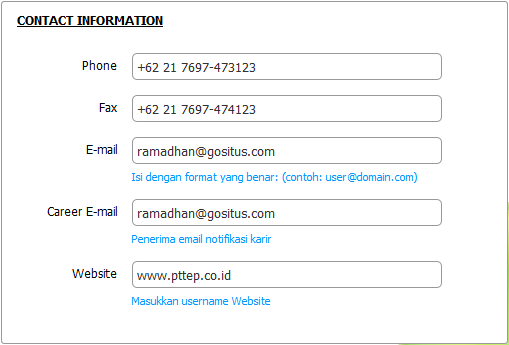 CONTACT INFORMATION
Phone +62 21 7697-473123
Fax +62 21 7697-474123
E-mail ramadhan@gositus.com
Isi dengan format yang benar: (contoh: user@domain.com)
Career E-mail ramadhan@gositus.com
Penerima email notifikasi karir
Website www.pttep.co.id
Masukkan username Website